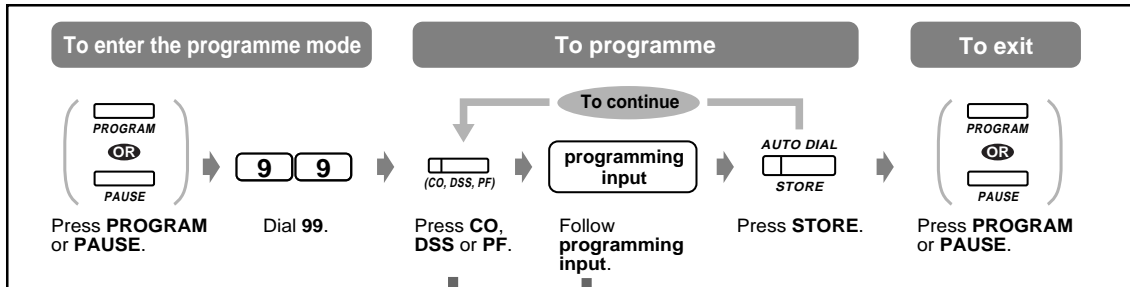 To enter the programme mode
To programme
To exit
To continue
PROGRAM
OR
PAUSE
9 9
(CO, DSS, PF)
programming
input
AUTO DIAL
STORE
PROGRAM
OR
PAUSE
Press PROGRAM
or PAUSE.
Dial 99.
Press CO,
DSS or PF.
Follow
programming
input.
Press STORE.
Press PROGRAM
or PAUSE.